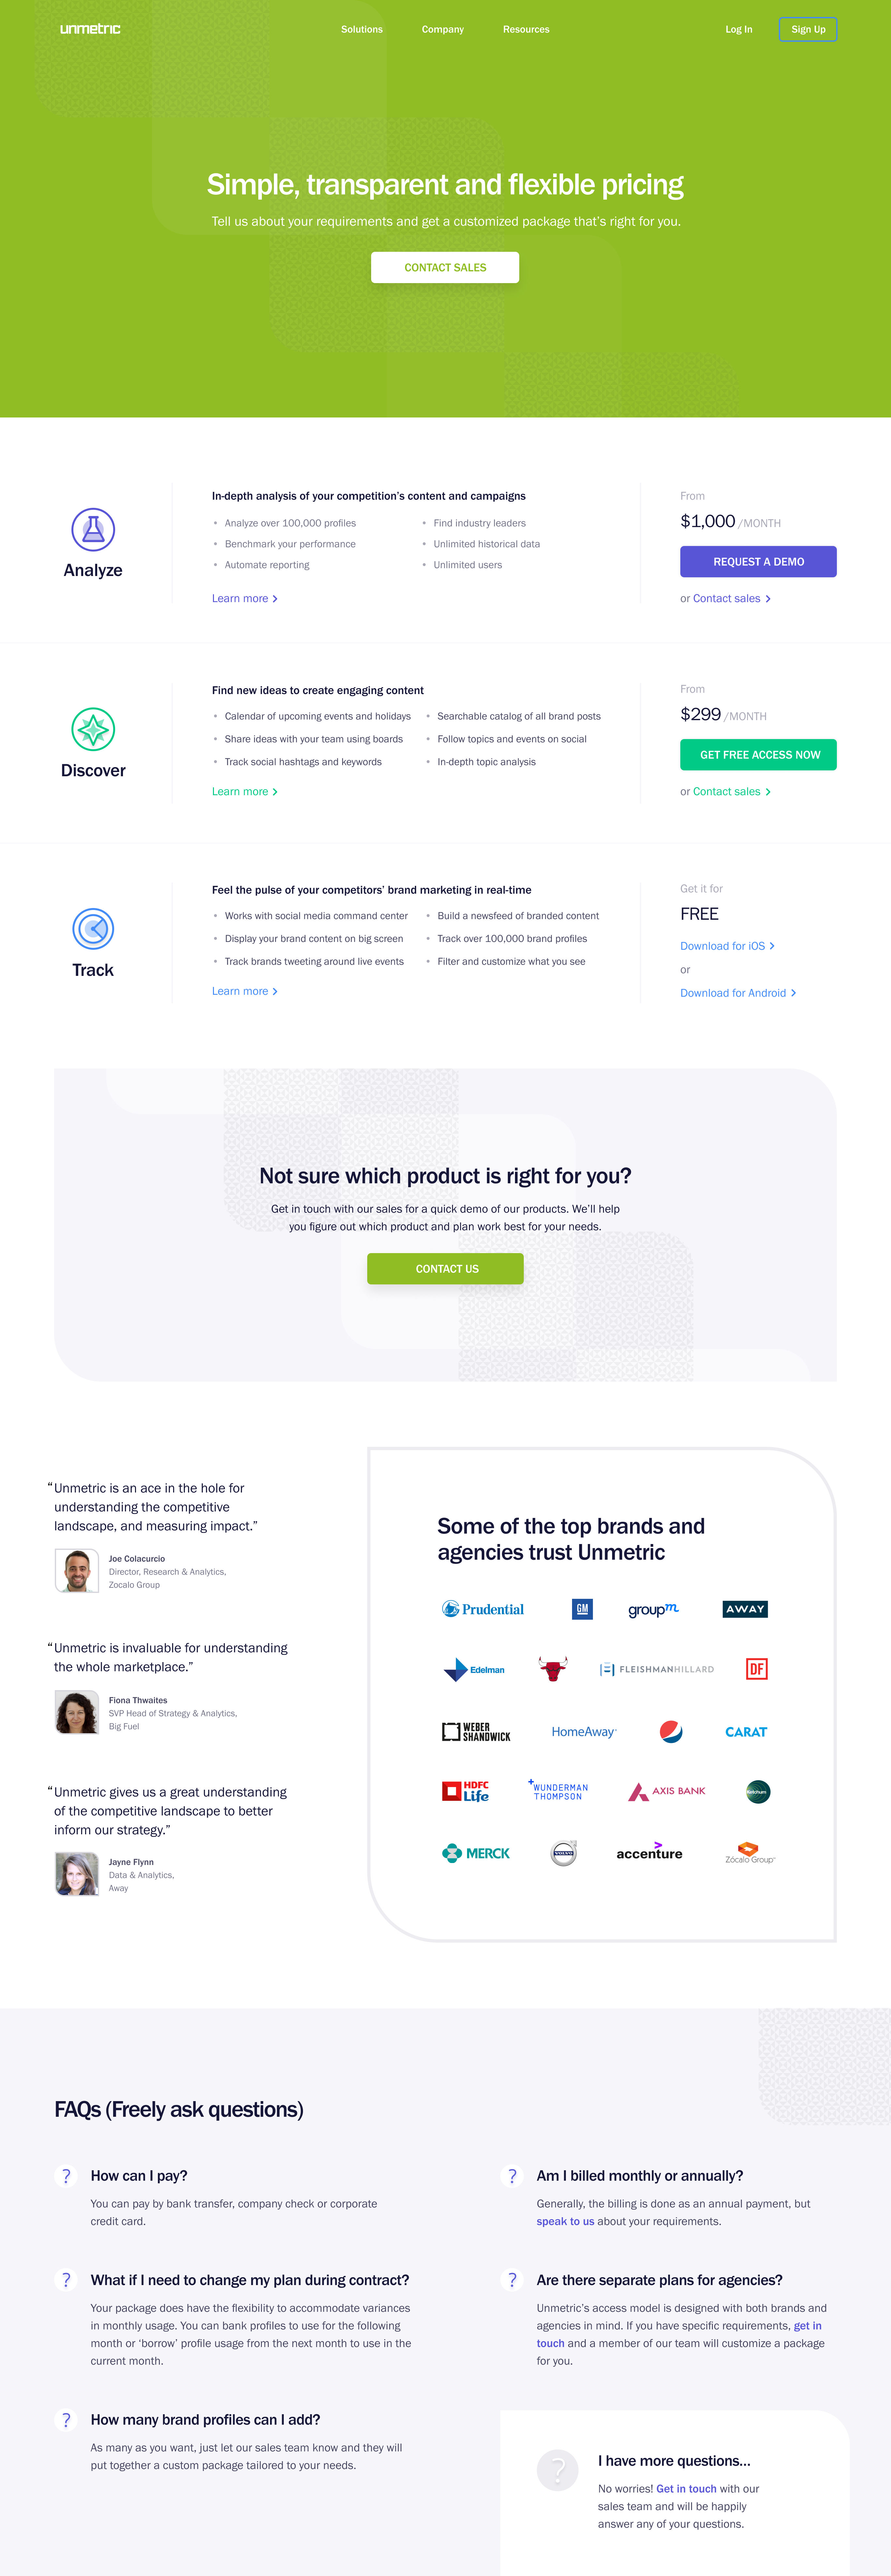 unmetric
Solutions
Company
Resources
Log In
Sign Up
Simple, transparent and flexible pricing
Tell us about your requirements and get a customized package that’s right for you.
CONTACT SALES
Analyze
In-depth analysis of your competition’s content and campaigns
• Analyze over 100,000 profiles
• Benchmark your performance
• Automate reporting
• Find industry leaders
• Unlimited historical data
• Unlimited users
Learn more
From
$1,000 /MONTH
REQUEST A DEMO
or Contact sales
Discover
Find new ideas to create engaging content
• Calendar of upcoming events and holidays
• Share ideas with your team using boards
• Track social hashtags and keywords
• Searchable catalog of all brand posts
• Follow topics and events on social
• In-depth topic analysis
Learn more
From
$299 /MONTH
GET FREE ACCESS NOW
or Contact sales
Track
Feel the pulse of your competitors’ brand marketing in real-time
• Works with social media command center
• Display your brand content on big screen
• Track brands tweeting around live events
• Build a newsfeed of branded content
• Track over 100,000 brand profiles
• Filter and customize what you see
Learn more
Get it for
FREE
Download for iOS
or
Download for Android
Not sure which product is right for you?
Get in touch with our sales for a quick demo of our products. We’ll help
you figure out which product and plan work best for your needs.
CONTACT US
“Unmetric is an ace in the hole for
understanding the competitive
landscape, and measuring impact.”
Joe Colacurcio
Director, Research & Analytics,
Zocalo Group
“Unmetric is invaluable for understanding
the whole marketplace.”
Fiona Thwaites
SVP Head of Strategy & Analytics,
Big Fuel
“Unmetric gives us a great understanding
of the competitive landscape to better
inform our strategy.”
Jayne Flynn
Data & Analytics,
Away
Some of the top brands and
agencies trust Unmetric
Prudential
GM
groupm
AWAY
Edelman
FLEISHMANHILLARD
DF
WEBER
SHANDWICK
HomeAway
CARAT
HDFC
Life
WUNDERMAN
THOMPSON
AXIS BANK
Ketchum
MERCK
VOLVO
accenture
Zócalo Group
FAQs (Freely ask questions)
? How can I pay?
You can pay by bank transfer, company check or corporate
credit card.
? Am I billed monthly or annually?
Generally, the billing is done as an annual payment, but
speak to us about your requirements.
? What if I need to change my plan during contract?
Your package does have the flexibility to accommodate variances
in monthly usage. You can bank profiles to use for the following
month or ‘borrow’ profile usage from the next month to use in the
current month.
? Are there separate plans for agencies?
Unmetric’s access model is designed with both brands and
agencies in mind. If you have specific requirements, get in
touch and a member of our team will customize a package
for you.
? How many brand profiles can I add?
As many as you want, just let our sales team know and they will
put together a custom package tailored to your needs.
? I have more questions...
No worries! Get in touch with our
sales team and will be happily
answer any of your questions.